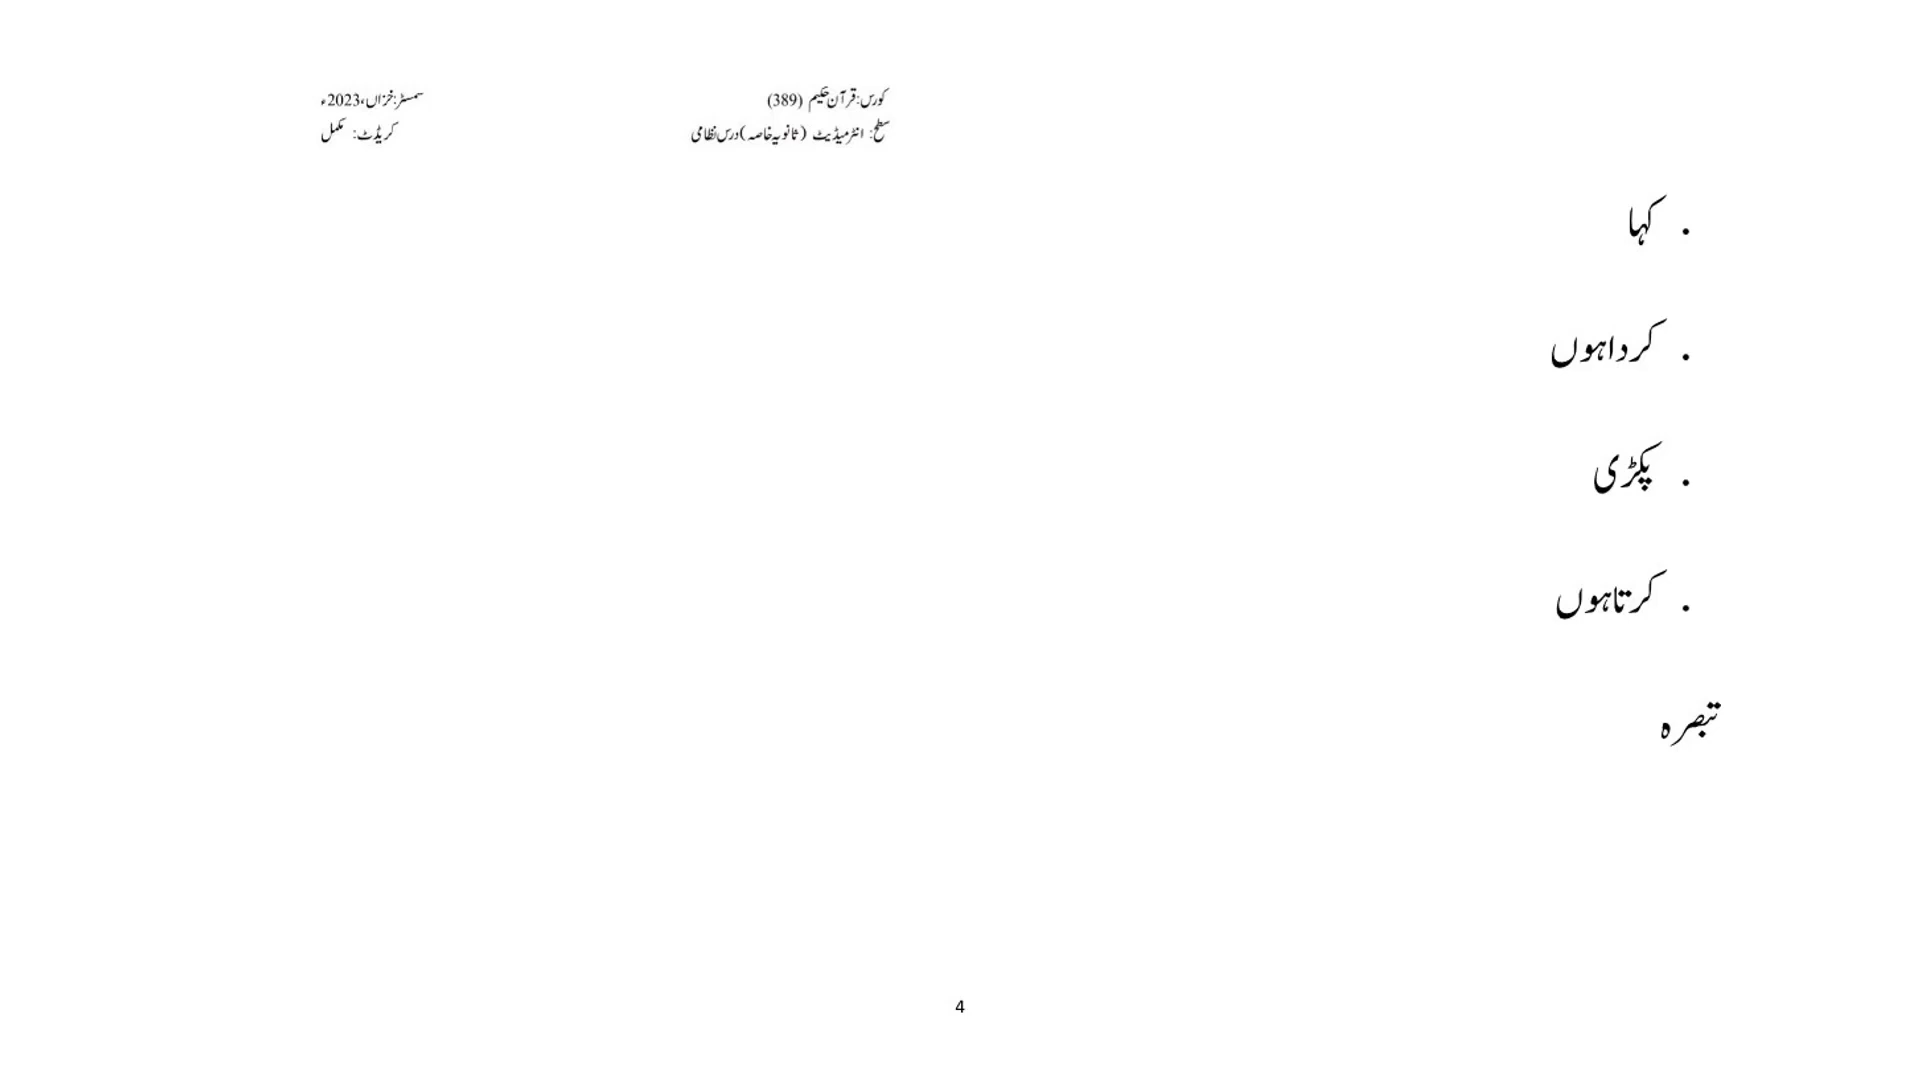 کورس:قرآن حکیم (389) سمسٹر:خزاں،2023ء
سطح: انٹرمیڈیٹ (ثانویہ خاصہ)درس نظامی کریڈٹ: مکمل
. کہا
. کرداہوں
. پکڑی
. کرتاہوں
تبصرہ
4